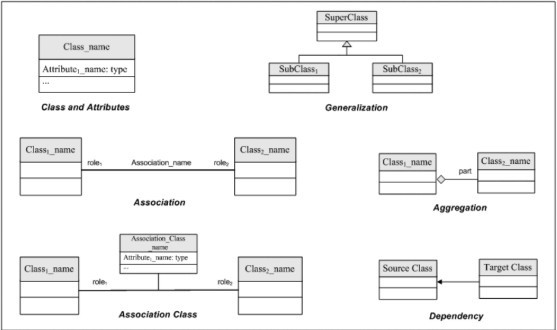 Class_name
Attribute₁_name: type
...
Class and Attributes
SuperClass
SubClass₁
SubClass₂
Generalization
Class₁_name
role₁
Association_name
role₂
Class₂_name
Association
Class₁_name
part
Class₂_name
Aggregation
Association_Class
_name
Attribute₁_name: type
...
Class₁_name
role₁
role₂
Class₂_name
Association Class
Source Class
Target Class
Dependency